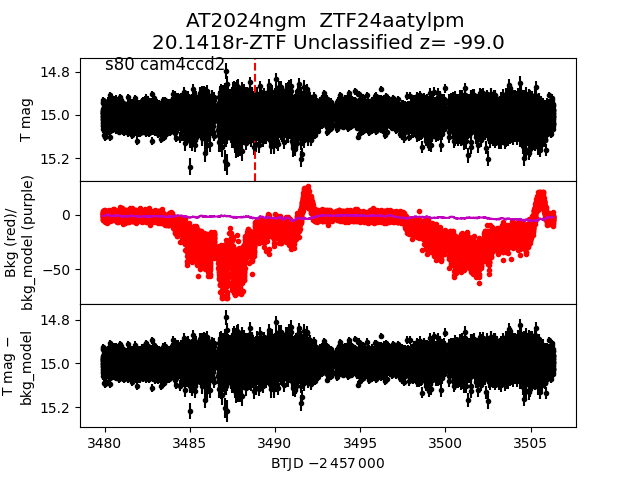 AT2024ngm  ZTF24aatylpm
20.1418r-ZTF Unclassified z= -99.0
s80 cam4ccd2
14.8
15.0
15.2
T mag
0
−50
Bkg (red)/
bkg_model (purple)
14.8
15.0
15.2
T mag −
bkg_model
3480 3485 3490 3495 3500 3505
BTJD −2 457 000